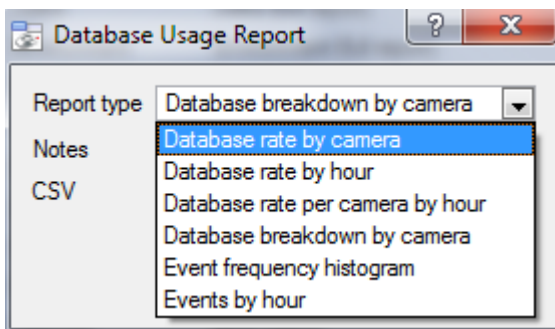 Database Usage Report ? X
Report type Database breakdown by camera
Database rate by camera
Notes
Database rate by hour
CSV
Database rate per camera by hour
Database breakdown by camera
Event frequency histogram
Events by hour